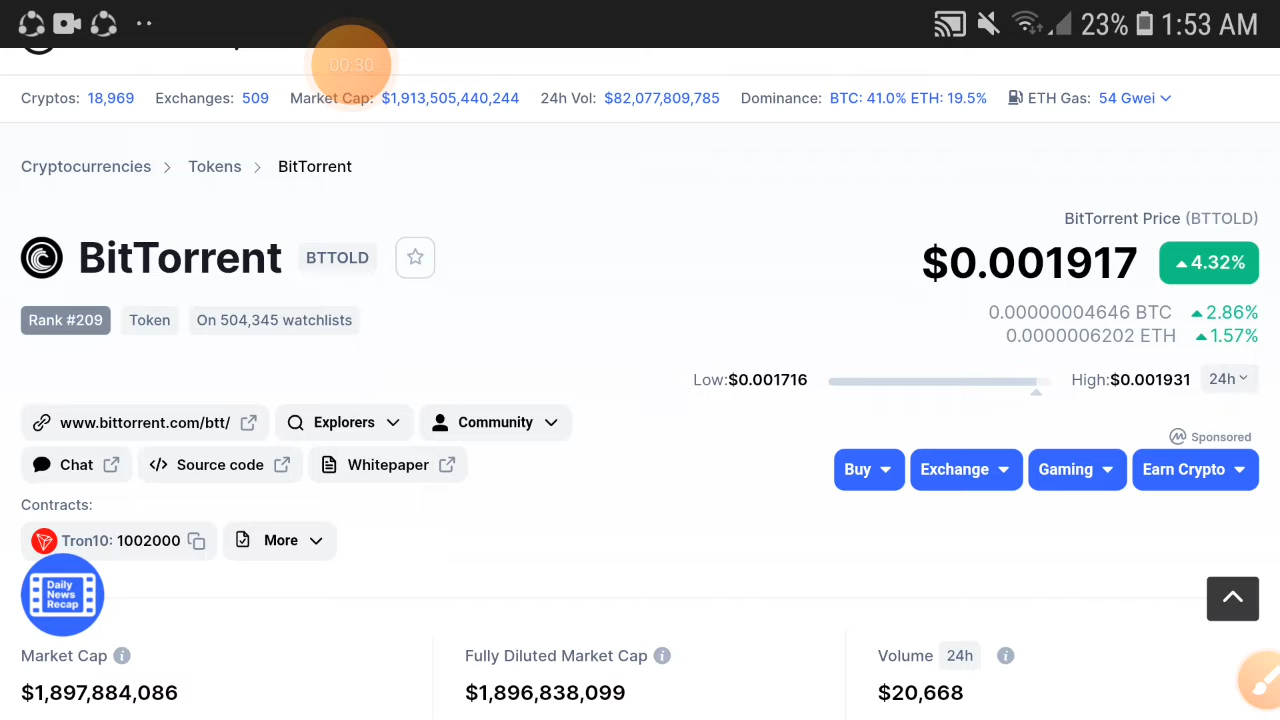 23% 1:53 AM
00:30
Cryptos: 18,969 Exchanges: 509 Market Cap: $1,913,505,440,244 24h Vol: $82,077,809,785 Dominance: BTC: 41.0% ETH: 19.5% ETH Gas: 54 Gwei
Cryptocurrencies > Tokens > BitTorrent
BitTorrent Price (BTTOLD)
BitTorrent BTTOLD $0.001917 4.32%
Rank #209 Token On 504,345 watchlists
0.00000004646 BTC 2.86%
0.0000006202 ETH 1.57%
Low:$0.001716 High:$0.001931 24h
www.bittorrent.com/btt/ Explorers Community
Sponsored
Chat Source code Whitepaper
Buy Exchange Gaming Earn Crypto
Contracts:
Tron10: 1002000 More
Daily
News
Recap
Market Cap Fully Diluted Market Cap Volume 24h
$1,897,884,086 $1,896,838,099 $20,668